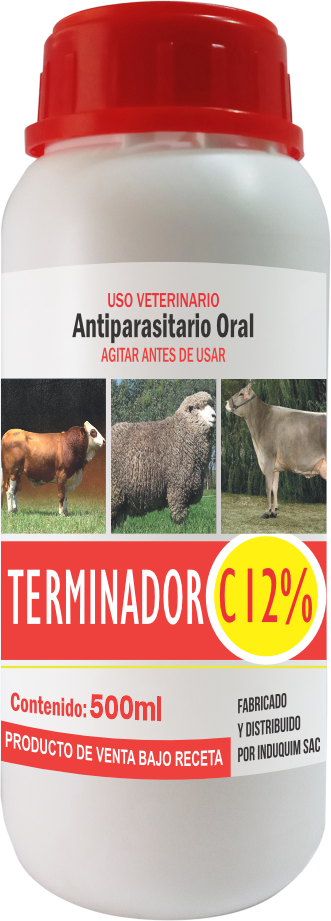 USO VETERINARIO
Antiparasitario Oral
AGITAR ANTES DE USAR
TERMINADOR C12%
Contenido: 500ml
PRODUCTO DE VENTA BAJO RECETA
FABRICADO
Y DISTRIBUIDO
POR INDUQUIM SAC